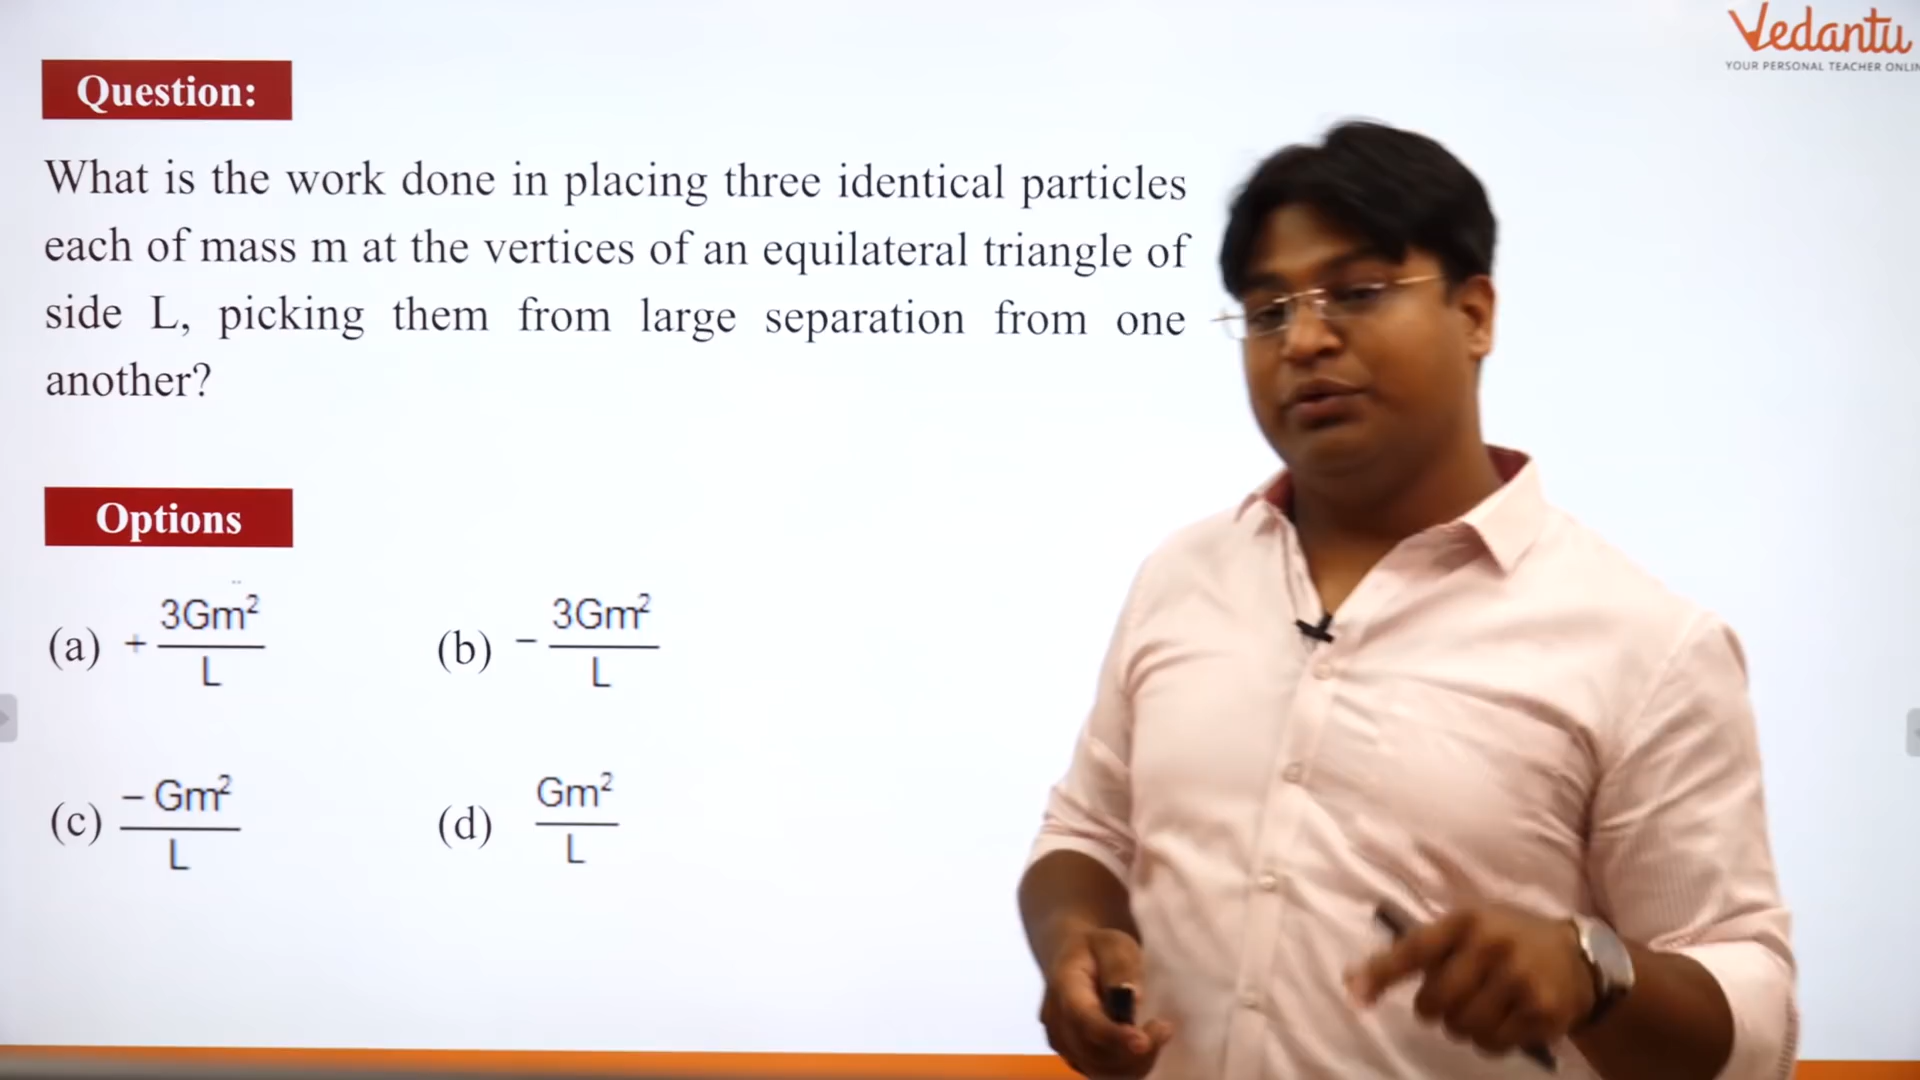 Vedantu
YOUR PERSONAL TEACHER ONLIN
Question:
What is the work done in placing three identical particles
each of mass m at the vertices of an equilateral triangle of
side L, picking them from large separation from one
another?
Options
(a) + 3Gm²/L (b) − 3Gm²/L
(c) − Gm²/L (d) Gm²/L